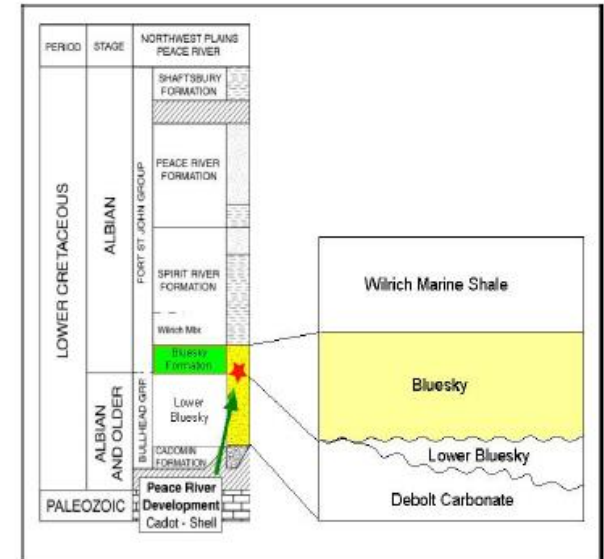 PERIOD
STAGE
NORTHWEST PLAINS
PEACE RIVER
LOWER CRETACEOUS
ALBIAN
ALBIAN
AND OLDER
PALEOZOIC
FORT ST JOHN GROUP
BULLHEAD GRP
SHAFTSBURY
FORMATION
PEACE RIVER
FORMATION
SPIRIT RIVER
FORMATION
Wilrich Mbr
Bluesky
Formation
Lower
Bluesky
CADOMIN
FORMATION
Peace River
Development
Cadot - Shell
Wilrich Marine Shale
Bluesky
Lower Bluesky
Debolt Carbonate